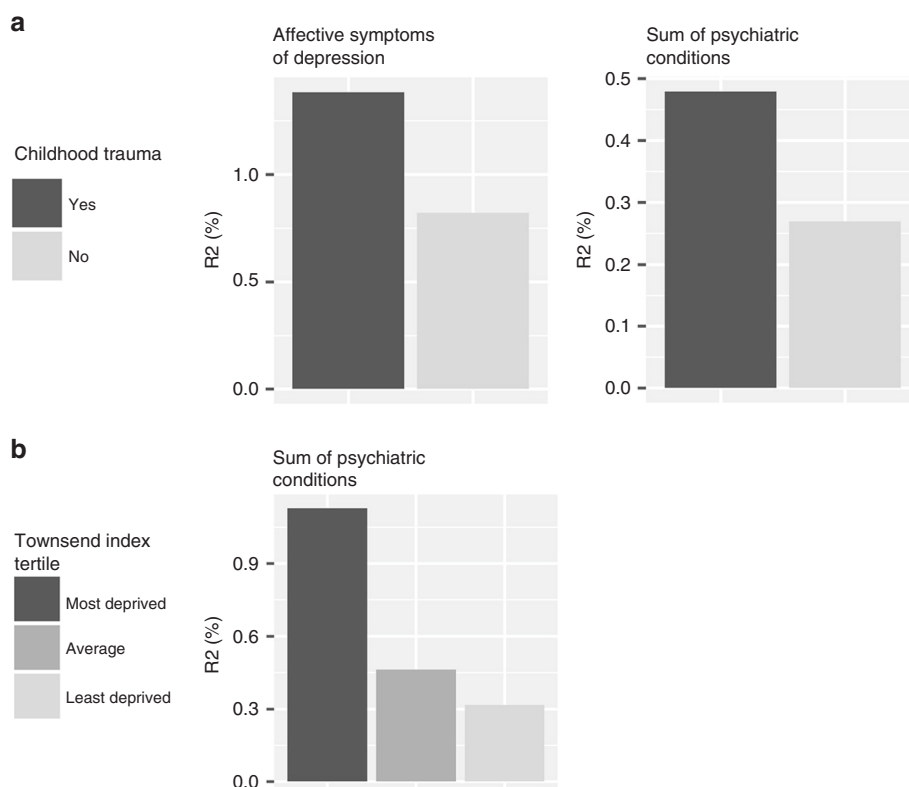 a
Affective symptoms
of depression
Sum of psychiatric
conditions
Childhood trauma
Yes
No
R2 (%)
1.0
0.5
0.0
R2 (%)
0.5
0.4
0.3
0.2
0.1
0.0
b
Sum of psychiatric
conditions
Townsend index
tertile
Most deprived
Average
Least deprived
R2 (%)
0.9
0.6
0.3
0.0